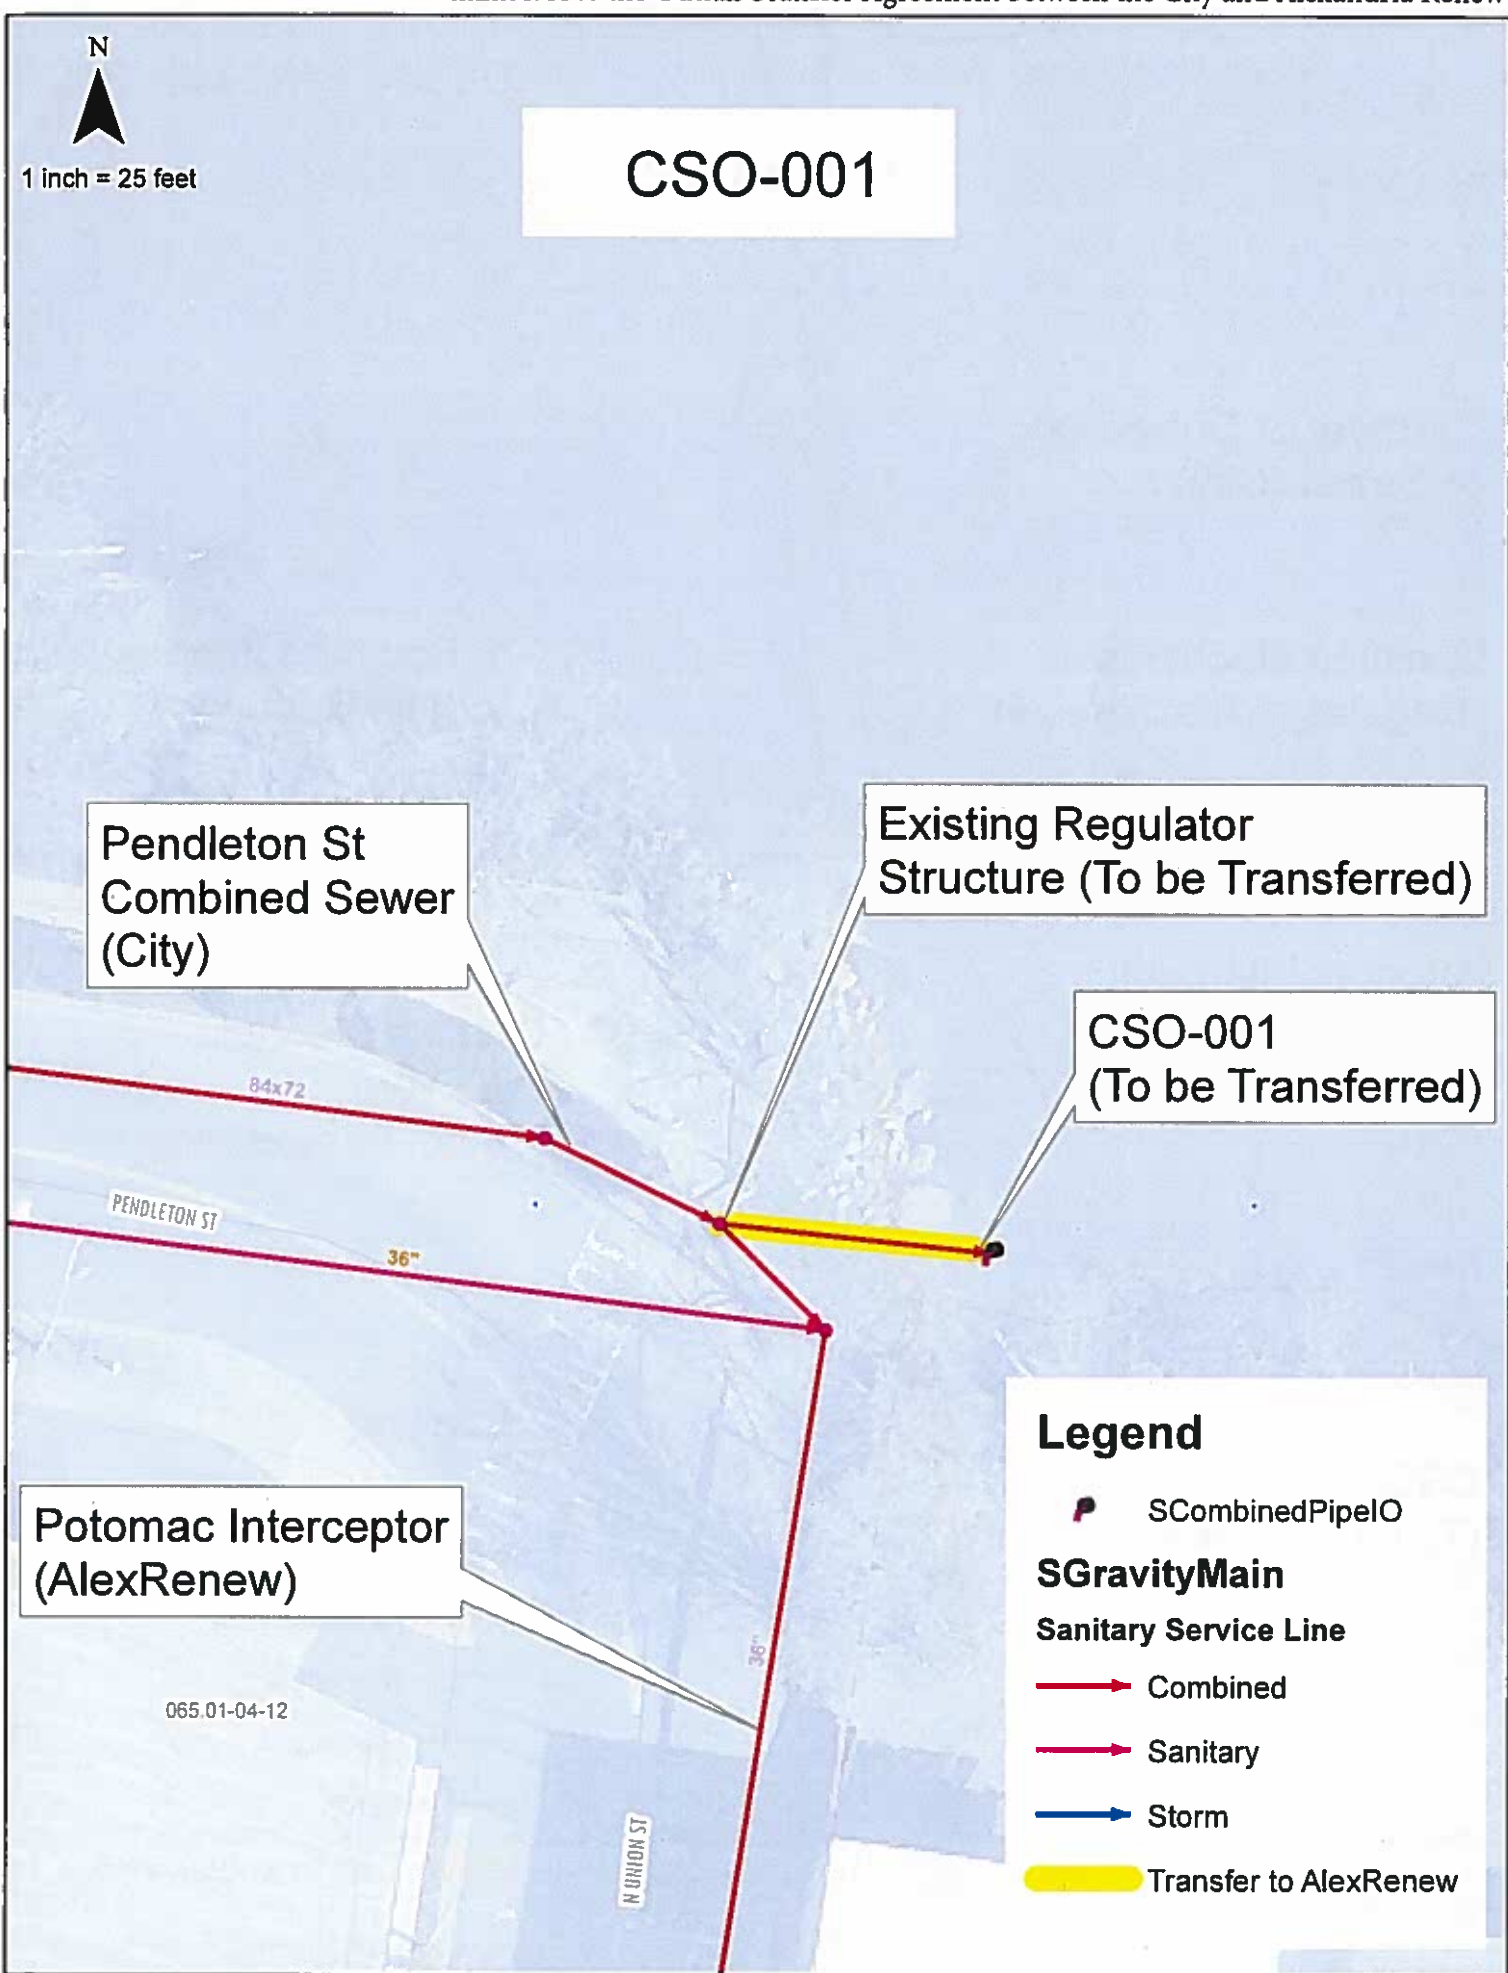 N
1 inch = 25 feet
CSO-001
Existing Regulator
Structure (To be Transferred)
Pendleton St
Combined Sewer
(City)
CSO-001
(To be Transferred)
84x72
PENDLETON ST
36"
Potomac Interceptor
(AlexRenew)
36"
065.01-04-12
N UNION ST
Legend
SCombinedPipeIO
SGravityMain
Sanitary Service Line
Combined
Sanitary
Storm
Transfer to AlexRenew